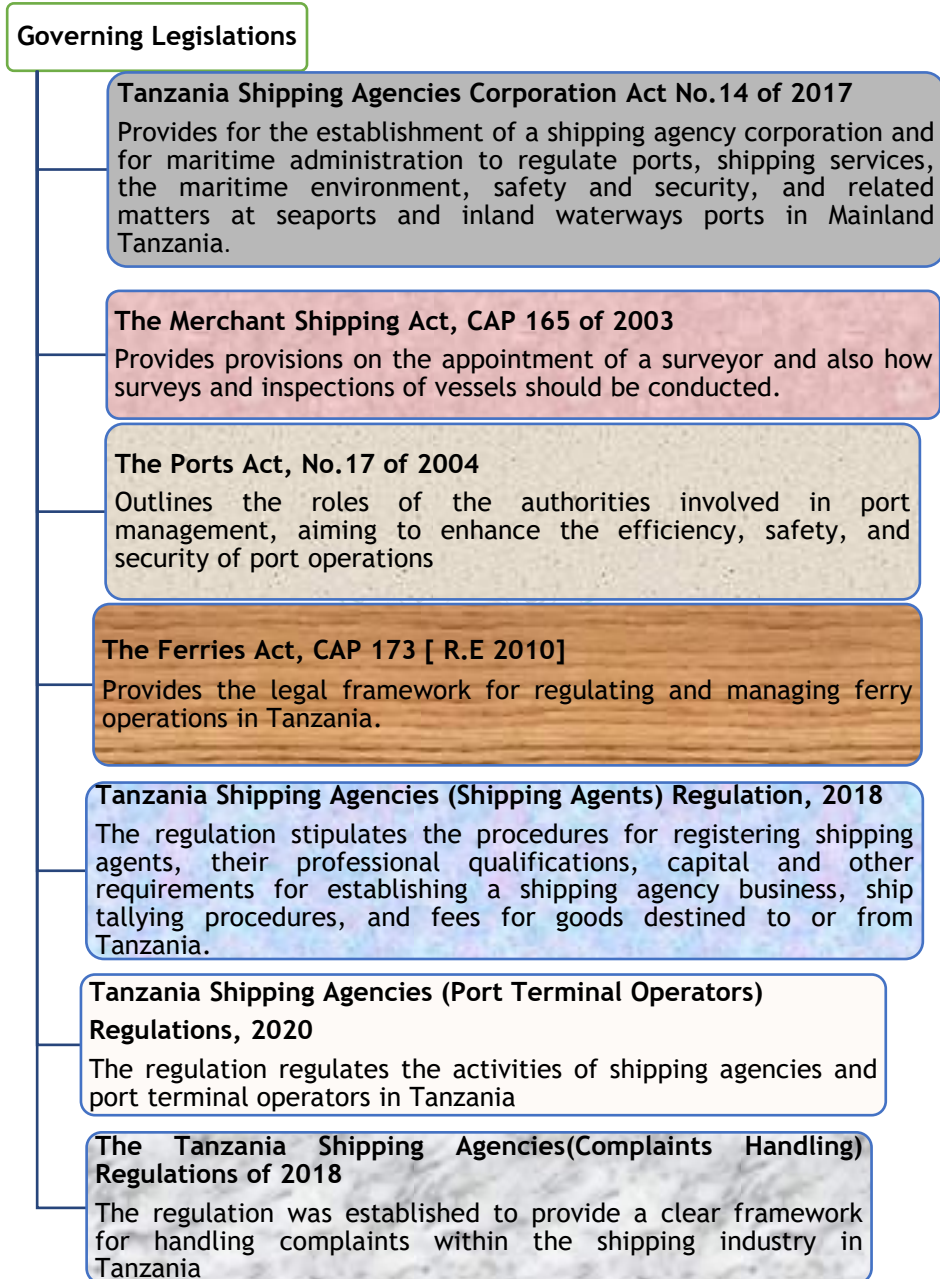 Governing Legislations
Tanzania Shipping Agencies Corporation Act No.14 of 2017
Provides for the establishment of a shipping agency corporation and
for maritime administration to regulate ports, shipping services,
the maritime environment, safety and security, and related
matters at seaports and inland waterways ports in Mainland
Tanzania.
The Merchant Shipping Act, CAP 165 of 2003
Provides provisions on the appointment of a surveyor and also how
surveys and inspections of vessels should be conducted.
The Ports Act, No.17 of 2004
Outlines the roles of the authorities involved in port
management, aiming to enhance the efficiency, safety, and
security of port operations
The Ferries Act, CAP 173 [ R.E 2010]
Provides the legal framework for regulating and managing ferry
operations in Tanzania.
Tanzania Shipping Agencies (Shipping Agents) Regulation, 2018
The regulation stipulates the procedures for registering shipping
agents, their professional qualifications, capital and other
requirements for establishing a shipping agency business, ship
tallying procedures, and fees for goods destined to or from
Tanzania.
Tanzania Shipping Agencies (Port Terminal Operators)
Regulations, 2020
The regulation regulates the activities of shipping agencies and
port terminal operators in Tanzania
The Tanzania Shipping Agencies(Complaints Handling)
Regulations of 2018
The regulation was established to provide a clear framework
for handling complaints within the shipping industry in
Tanzania